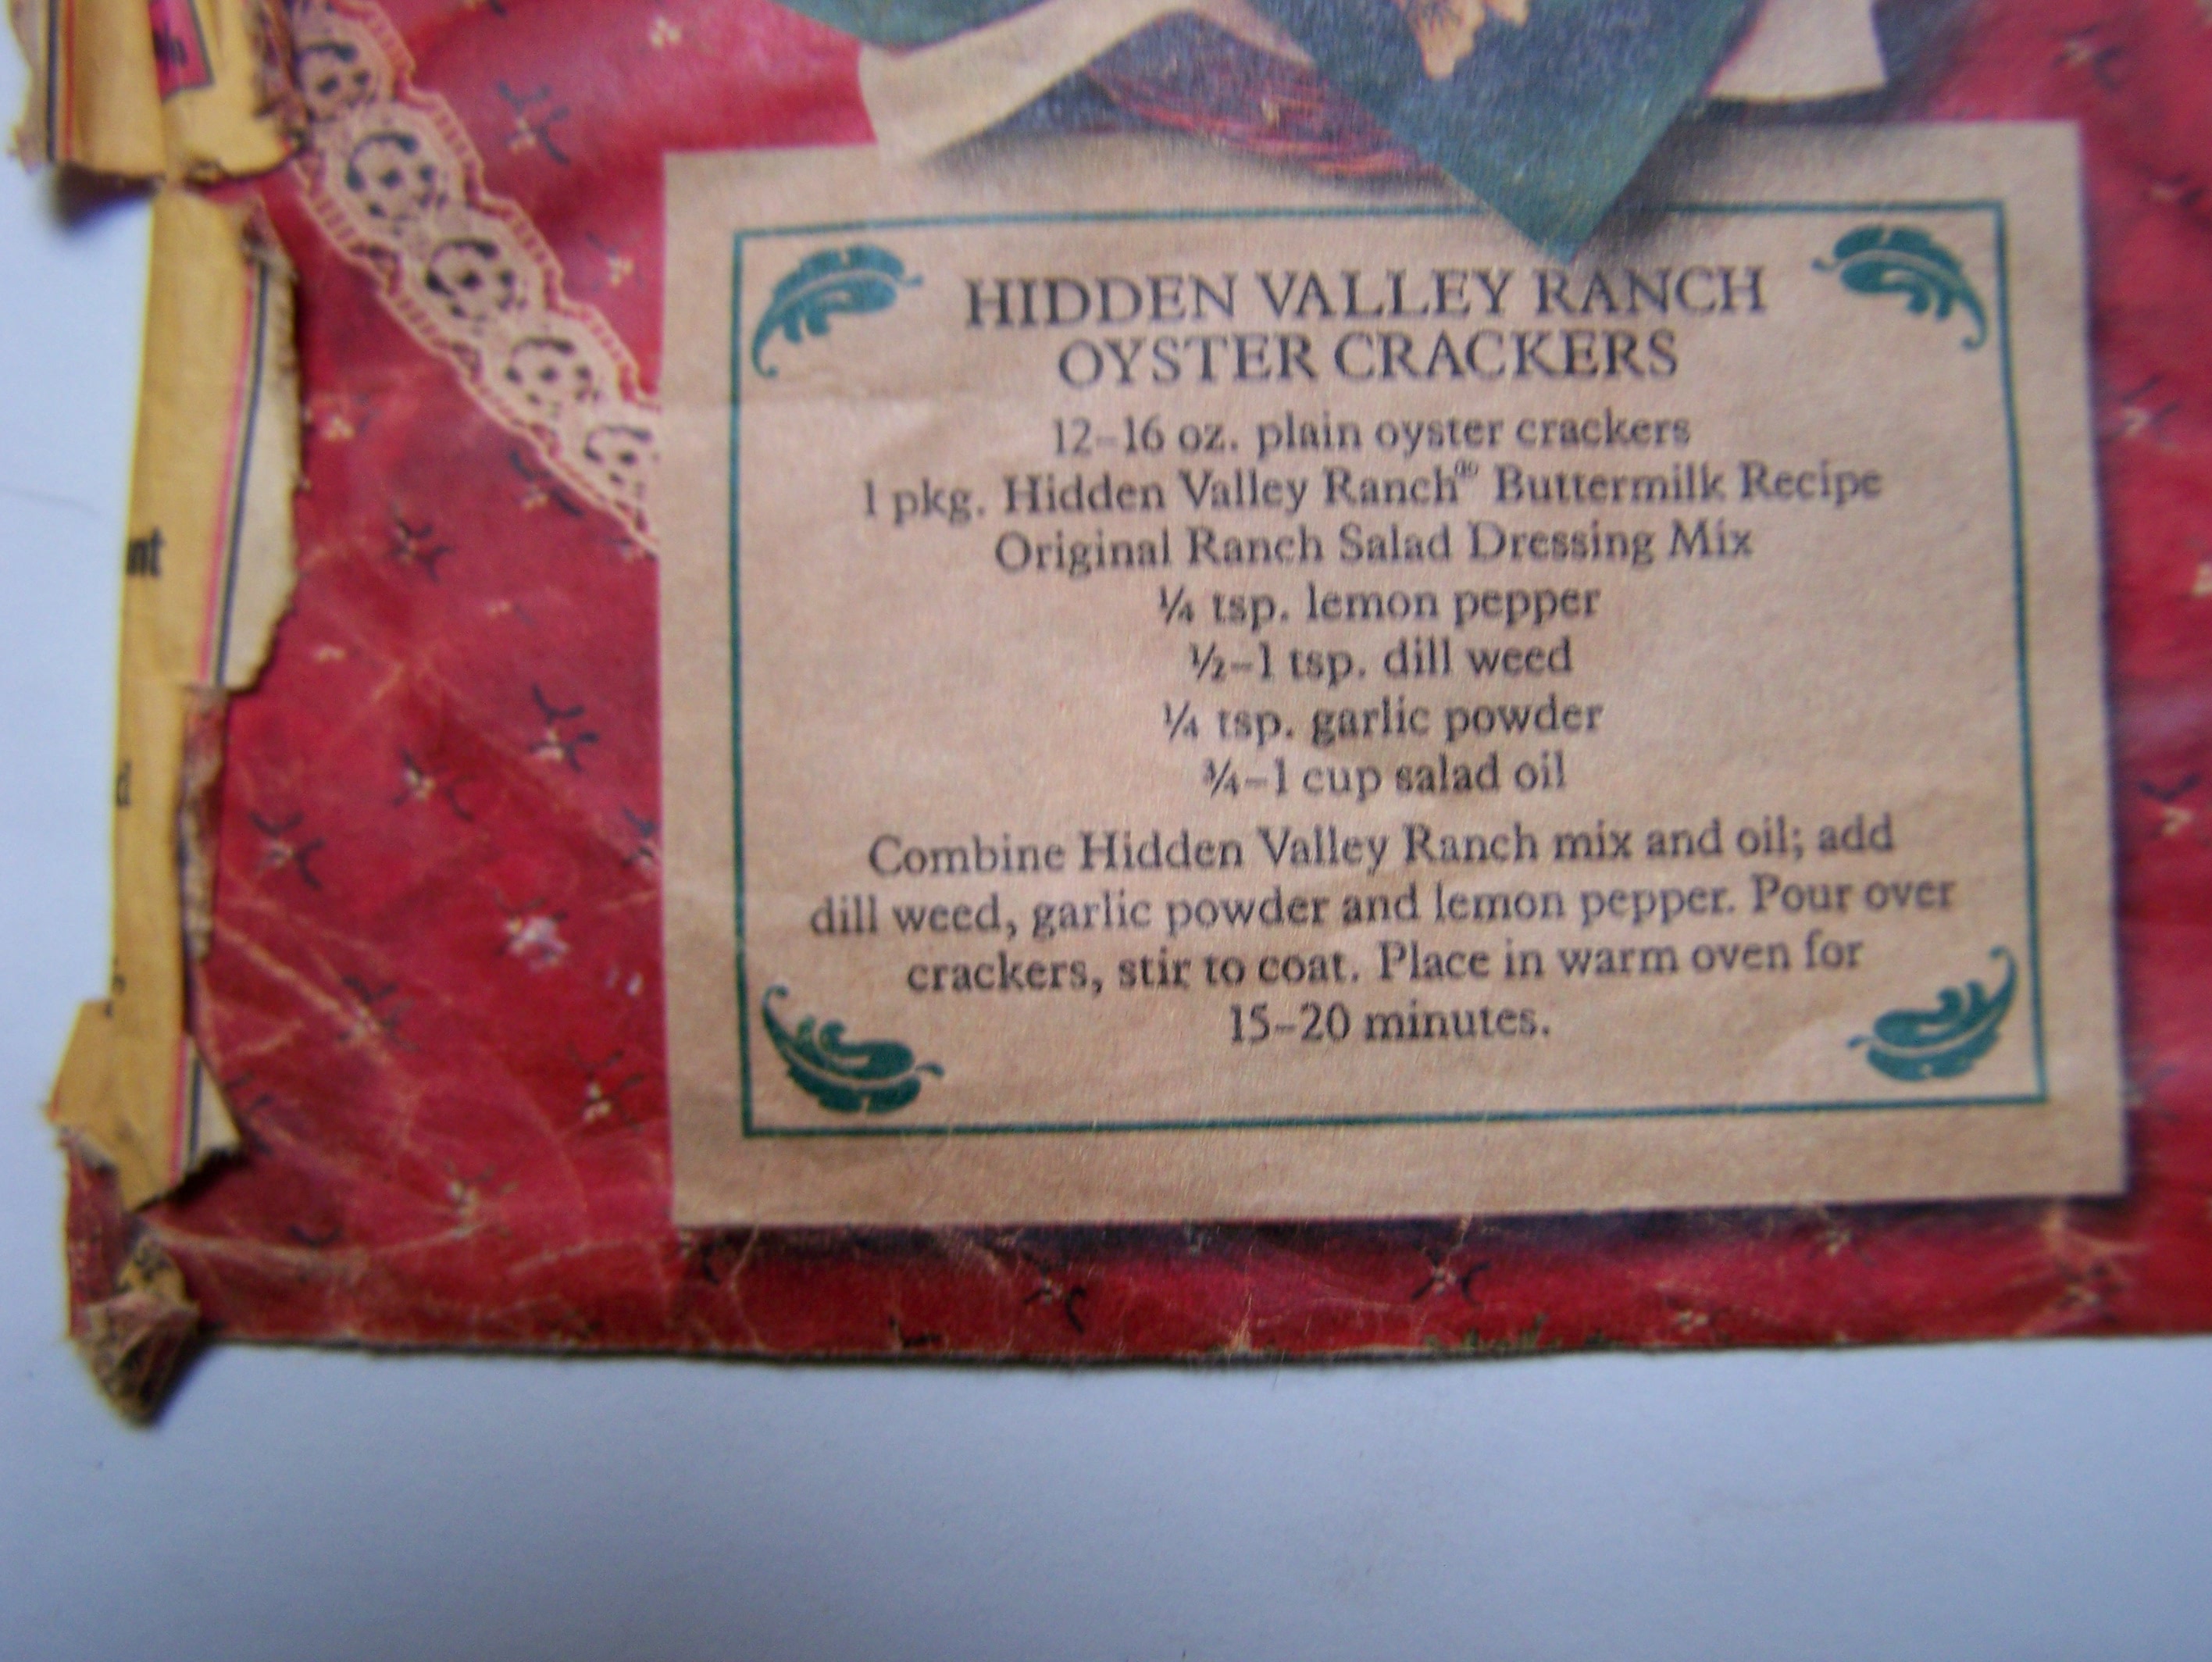 HIDDEN VALLEY RANCH
OYSTER CRACKERS
12–16 oz. plain oyster crackers
1 pkg. Hidden Valley Ranch® Buttermilk Recipe
Original Ranch Salad Dressing Mix
¼ tsp. lemon pepper
½–1 tsp. dill weed
¼ tsp. garlic powder
¾–1 cup salad oil
Combine Hidden Valley Ranch mix and oil; add
dill weed, garlic powder and lemon pepper. Pour over
crackers, stir to coat. Place in warm oven for
15–20 minutes.